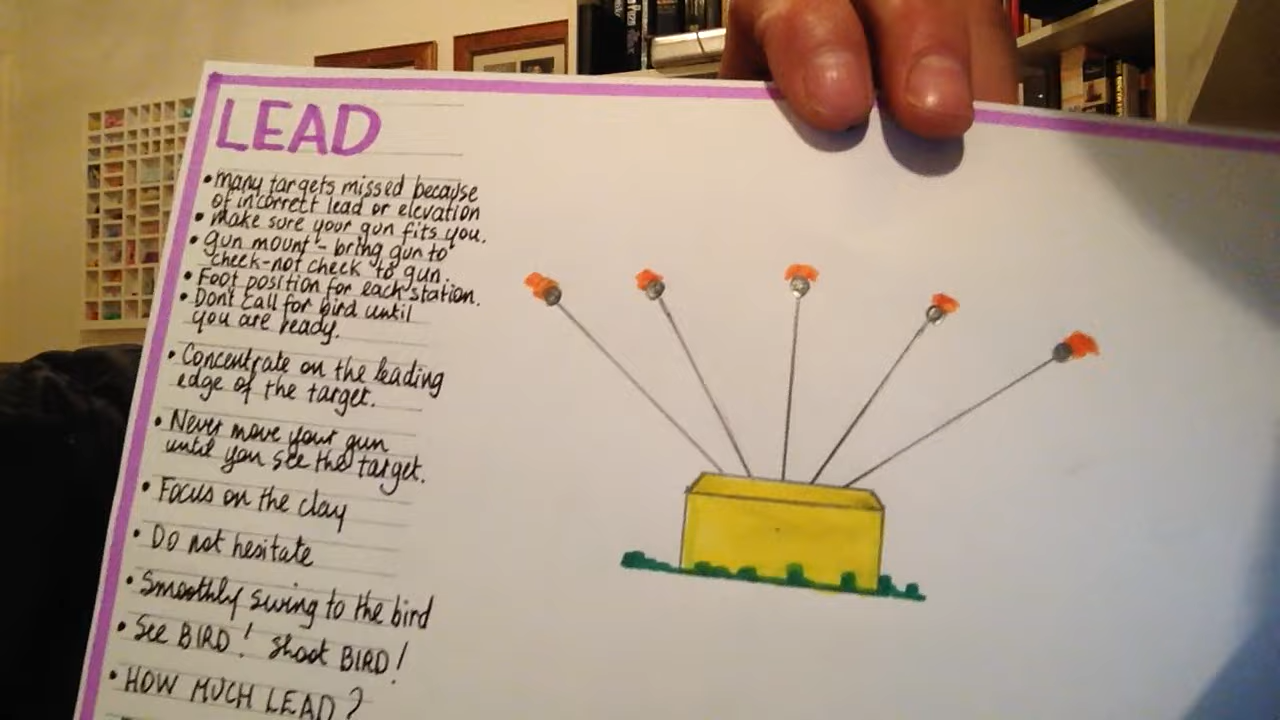 LEAD
• many targets missed because
of incorrect lead or elevation
• make sure your gun fits you.
• gun mount - bring gun to
cheek-not cheek to gun.
• Foot position for each station.
• Don't call for bird until
you are ready.
• Concentrate on the leading
edge of the target.
• Never move your gun
until you see the target.
• Focus on the clay
• Do not hesitate
• Smoothly swing to the bird
• See BIRD! Shoot BIRD!
• HOW MUCH LEAD?